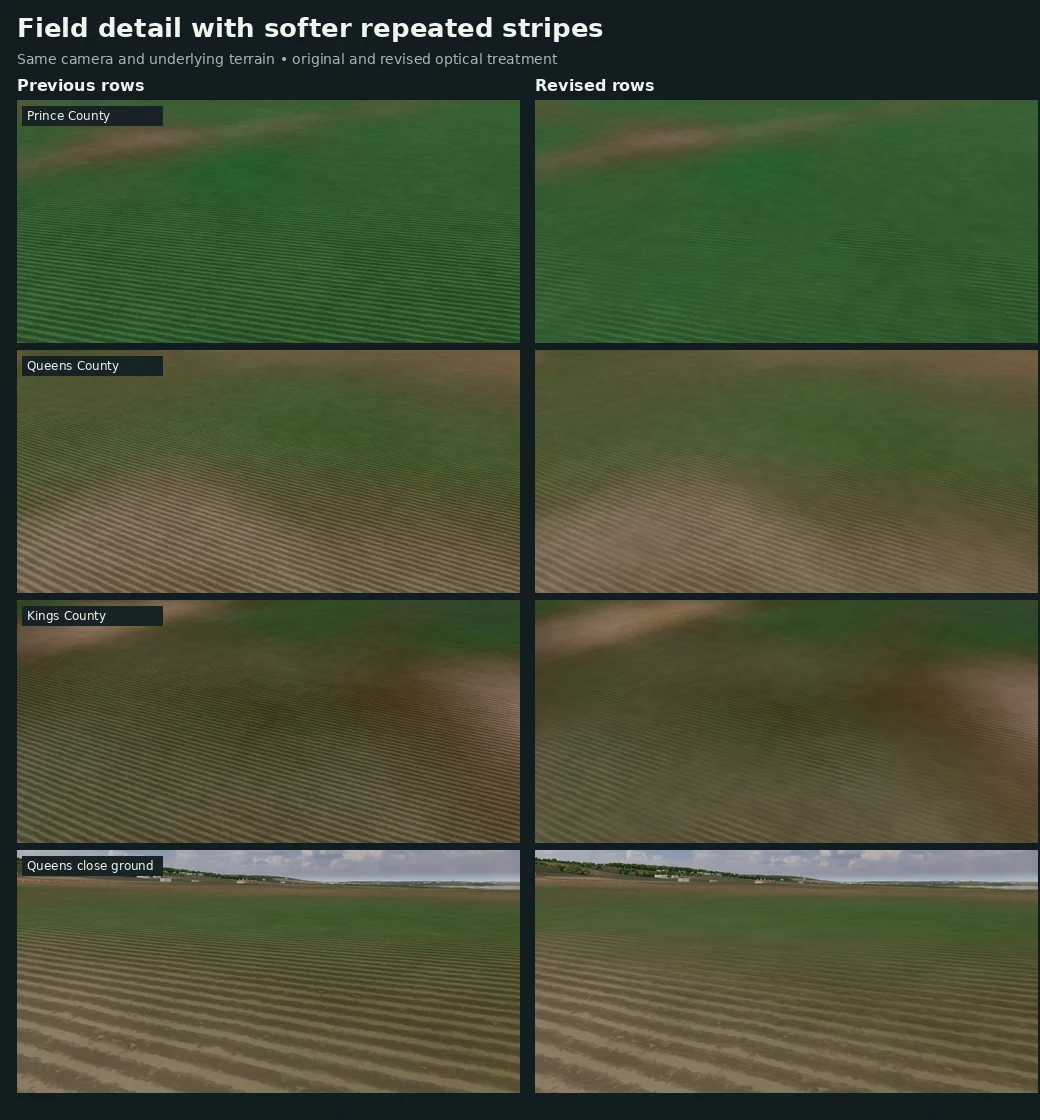 Field detail with softer repeated stripes
Same camera and underlying terrain • original and revised optical treatment
Previous rows
Revised rows
Prince County
Queens County
Kings County
Queens close ground